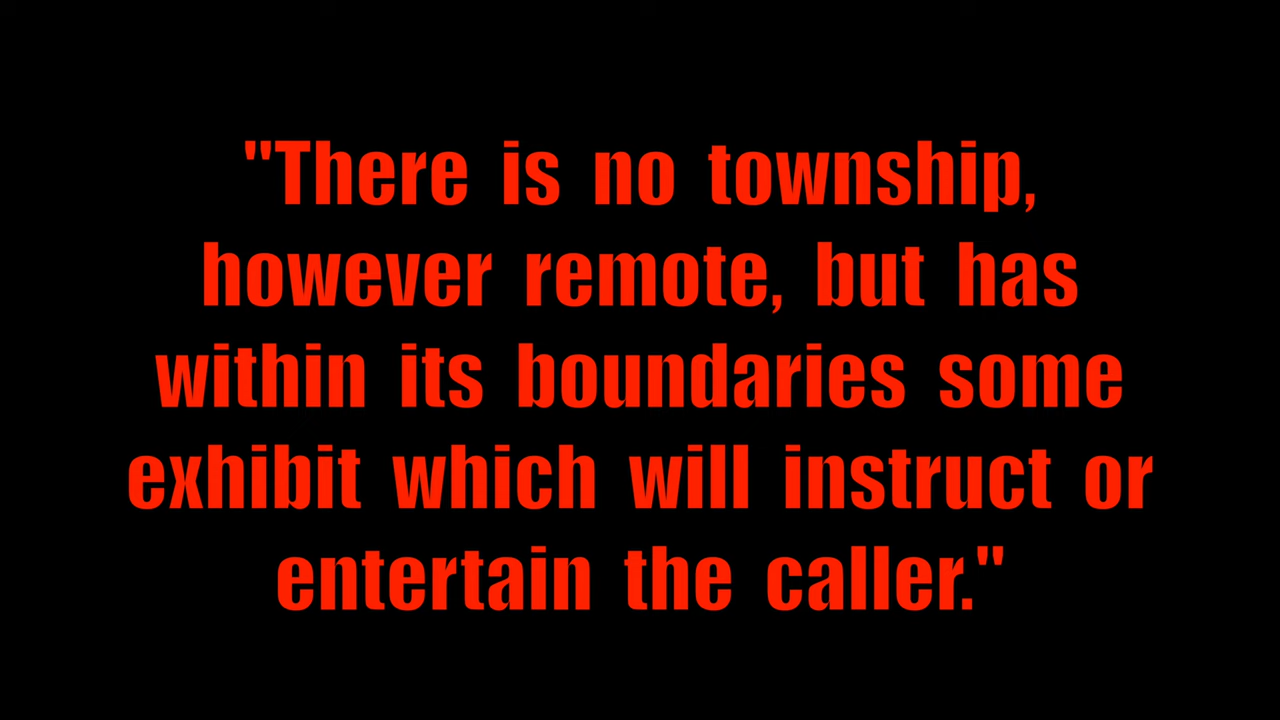 "There is no township,
however remote, but has
within its boundaries some
exhibit which will instruct or
entertain the caller."